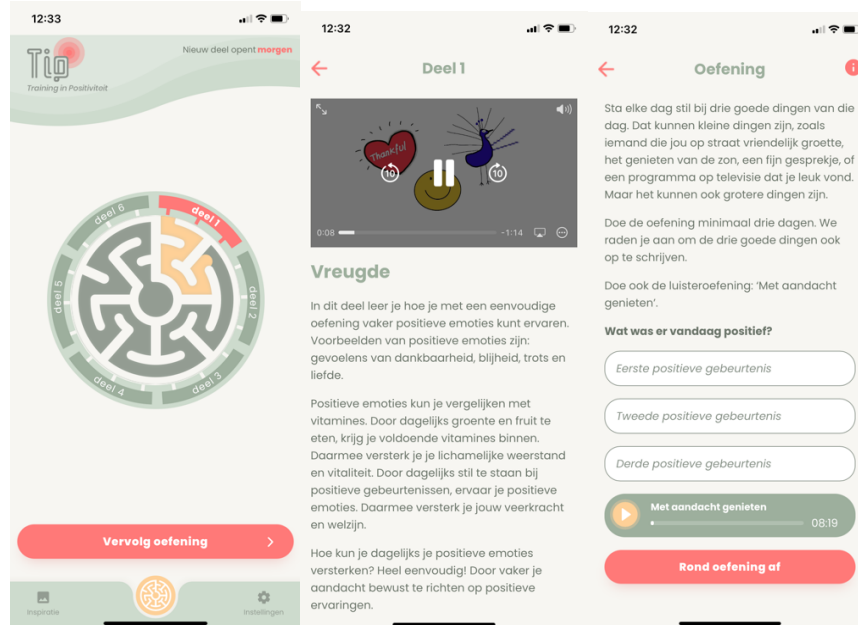 12:33
Tip
Training in Positiviteit
Nieuw deel opent morgen
deel 6
deel 1
deel 5
deel 2
deel 4
deel 3
Vervolg oefening
inspiratie
Instellingen
12:32
Deel 1
Thankful
10
10
0:08
-1:14
Vreugde
In dit deel leer je hoe je met een eenvoudige
oefening vaker positieve emoties kunt ervaren.
Voorbeelden van positieve emoties zijn:
gevoelens van dankbaarheid, blijheid, trots en
liefde.
Positieve emoties kun je vergelijken met
vitamines. Door dagelijks groente en fruit te
eten, krijg je voldoende vitamines binnen.
Daarmee versterk je je lichamelijke weerstand
en vitaliteit. Door dagelijks stil te staan bij
positieve gebeurtenissen, ervaar je positieve
emoties. Daarmee versterk je jouw veerkracht
en welzijn.
Hoe kun je dagelijks je positieve emoties
versterken? Heel eenvoudig! Door vaker je
aandacht bewust te richten op positieve
ervaringen.
12:32
Oefening
Sta elke dag stil bij drie goede dingen van die
dag. Dat kunnen kleine dingen zijn, zoals
iemand die jou op straat vriendelijk groette,
het genieten van de zon, een fijn gesprekje, of
een programma op televisie dat je leuk vond.
Maar het kunnen ook grotere dingen zijn.
Doe de oefening minimaal drie dagen. We
raden je aan om de drie goede dingen ook
op te schrijven.
Doe ook de luisteroefening: 'Met aandacht
genieten'.
Wat was er vandaag positief?
Eerste positieve gebeurtenis
Tweede positieve gebeurtenis
Derde positieve gebeurtenis
Met aandacht genieten
08:19
Rond oefening af